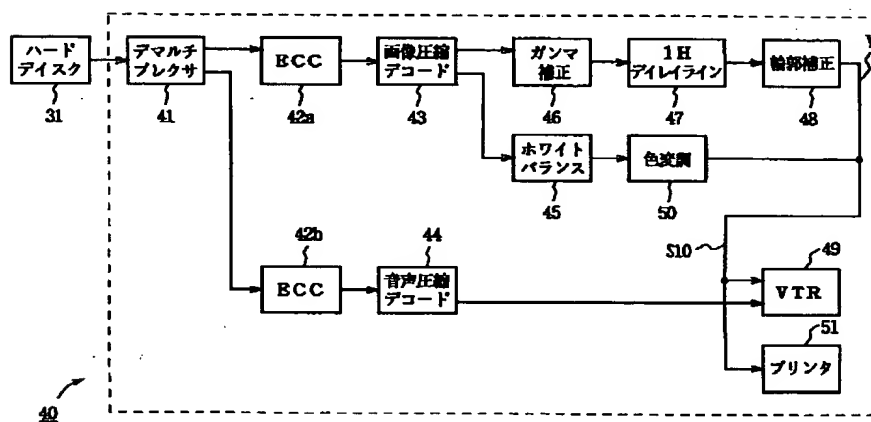 ハード
デイスク
31
デマルチ
プレクサ
41
ECC
42a
画像圧縮
デコード
43
ガンマ
補正
46
1H
デイレイライン
47
輪郭補正
48
Y
ホワイト
バランス
45
色変調
50
42b
ECC
44
音声圧縮
デコード
S10
49
VTR
51
プリンタ
40